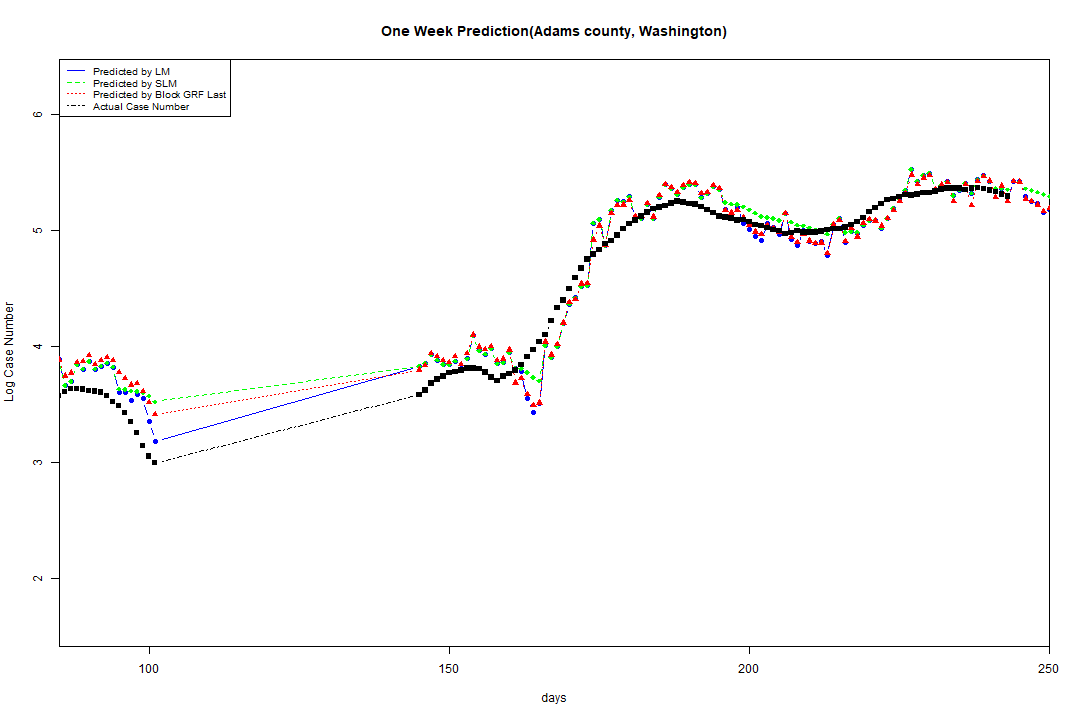 One Week Prediction(Adams county, Washington)
Predicted by LM
Predicted by SLM
Predicted by Block GRF Last
Actual Case Number
Log Case Number
6
5
4
3
2
100
150
200
250
days